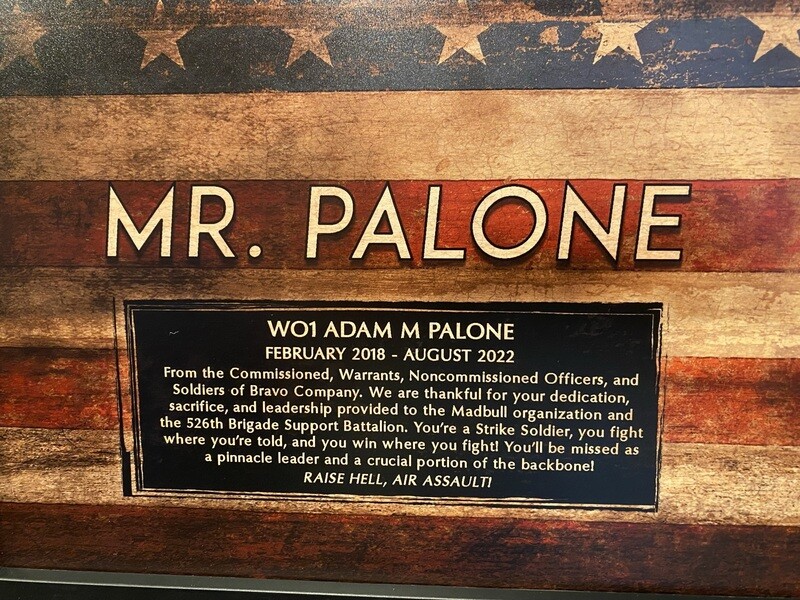 MR. PALONE
WO1 ADAM M PALONE
FEBRUARY 2018 - AUGUST 2022
From the Commissioned, Warrants, Noncommissioned Officers, and
Soldiers of Bravo Company. We are thankful for your dedication,
sacrifice, and leadership provided to the Madbull organization and
the 526th Brigade Support Battalion. You're a Strike Soldier, you fight
where you're told, and you win where you fight! You'll be missed as
a pinnacle leader and a crucial portion of the backbone!
RAISE HELL, AIR ASSAULT!